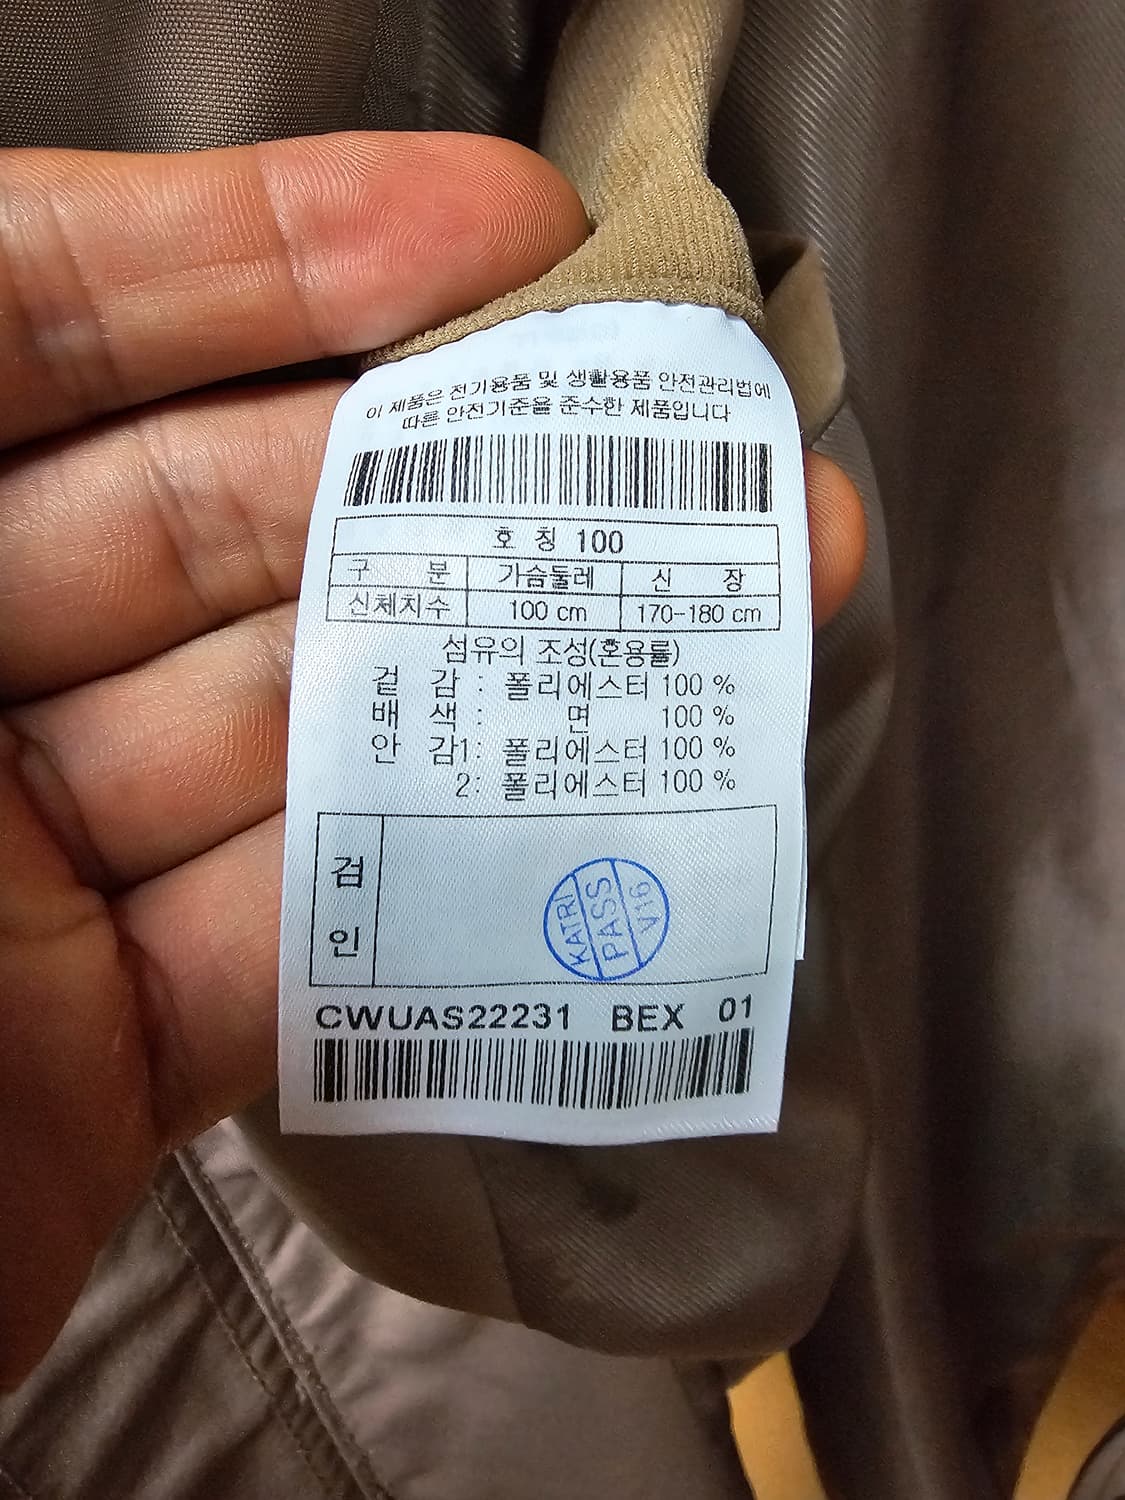 이 제품은 전기용품 및 생활용품 안전관리법에
따른 안전기준을 준수한 제품입니다
호 칭 100
구 분 가슴둘레 신 장
신체치수 100 cm 170-180 cm
섬유의 조성(혼용률)
겉 감 : 폴리에스터 100 %
배 색 : 면 100 %
안 감1: 폴리에스터 100 %
2: 폴리에스터 100 %
검
인
KATRI
PASS
V16
CWUAS22231 BEX 01